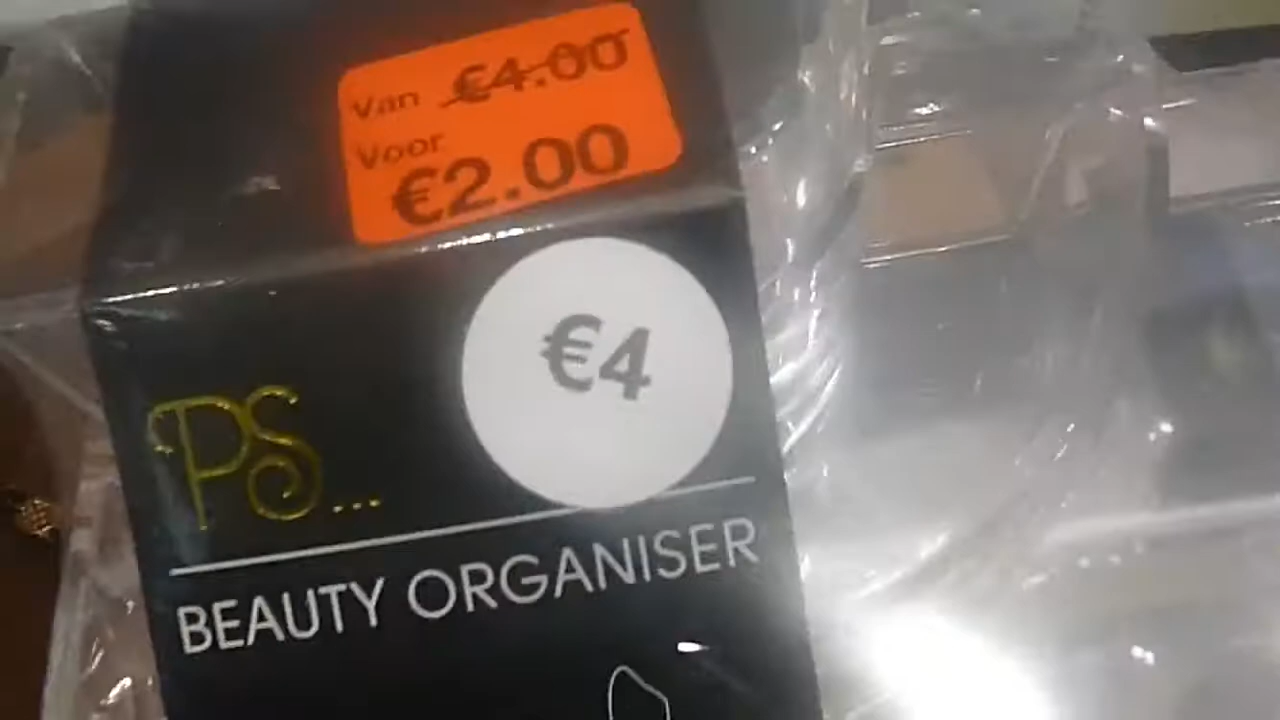 Van €4.00
Voor
€2.00
€4
PS...
BEAUTY ORGANISER